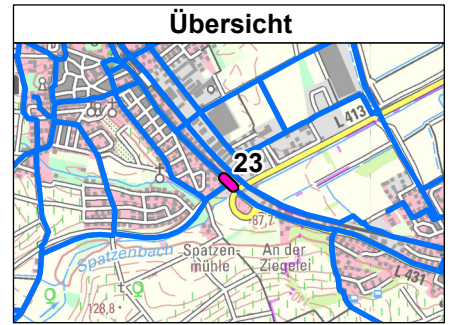 Übersicht
L 413
23
87,7
Spatzenbach
Spatzen-
mühle
An der
Ziegelei
L 431
128,8